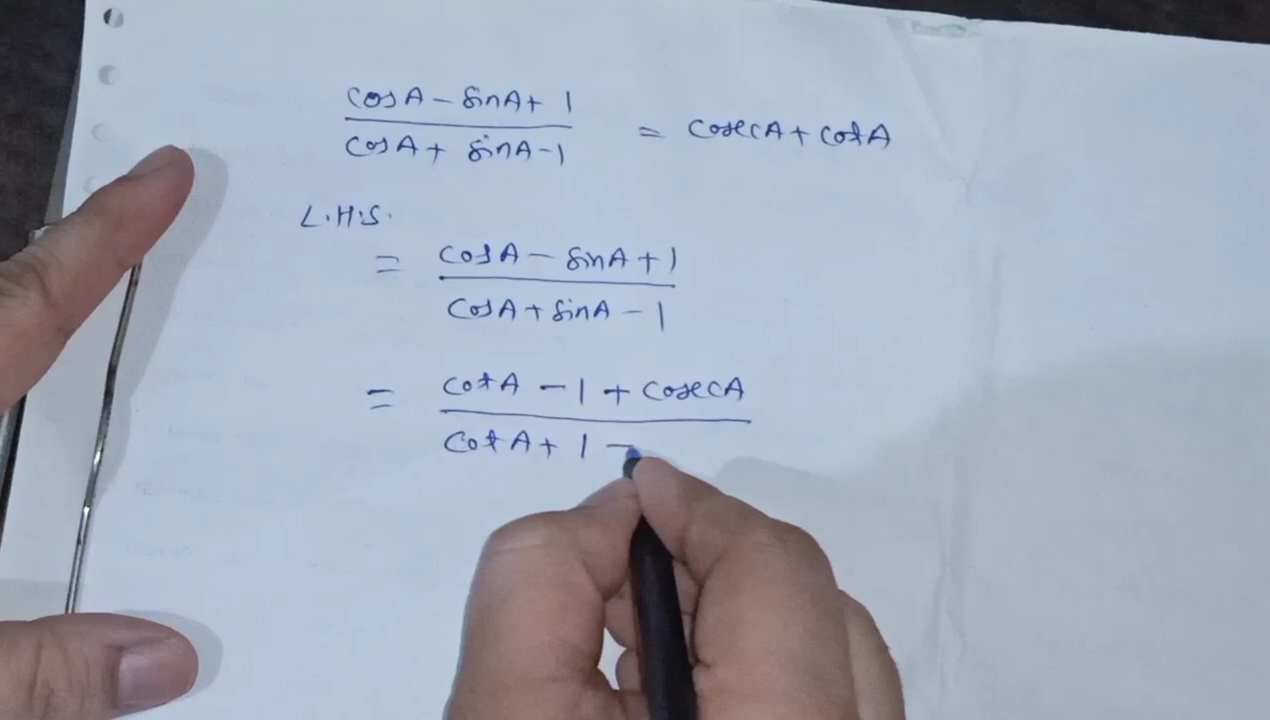 cosA - sinA + 1
cosA + sinA - 1
= cosecA + cotA
L.H.S.
= cosA - sinA + 1
cosA + sinA - 1
= cotA - 1 + cosecA
cotA + 1 -